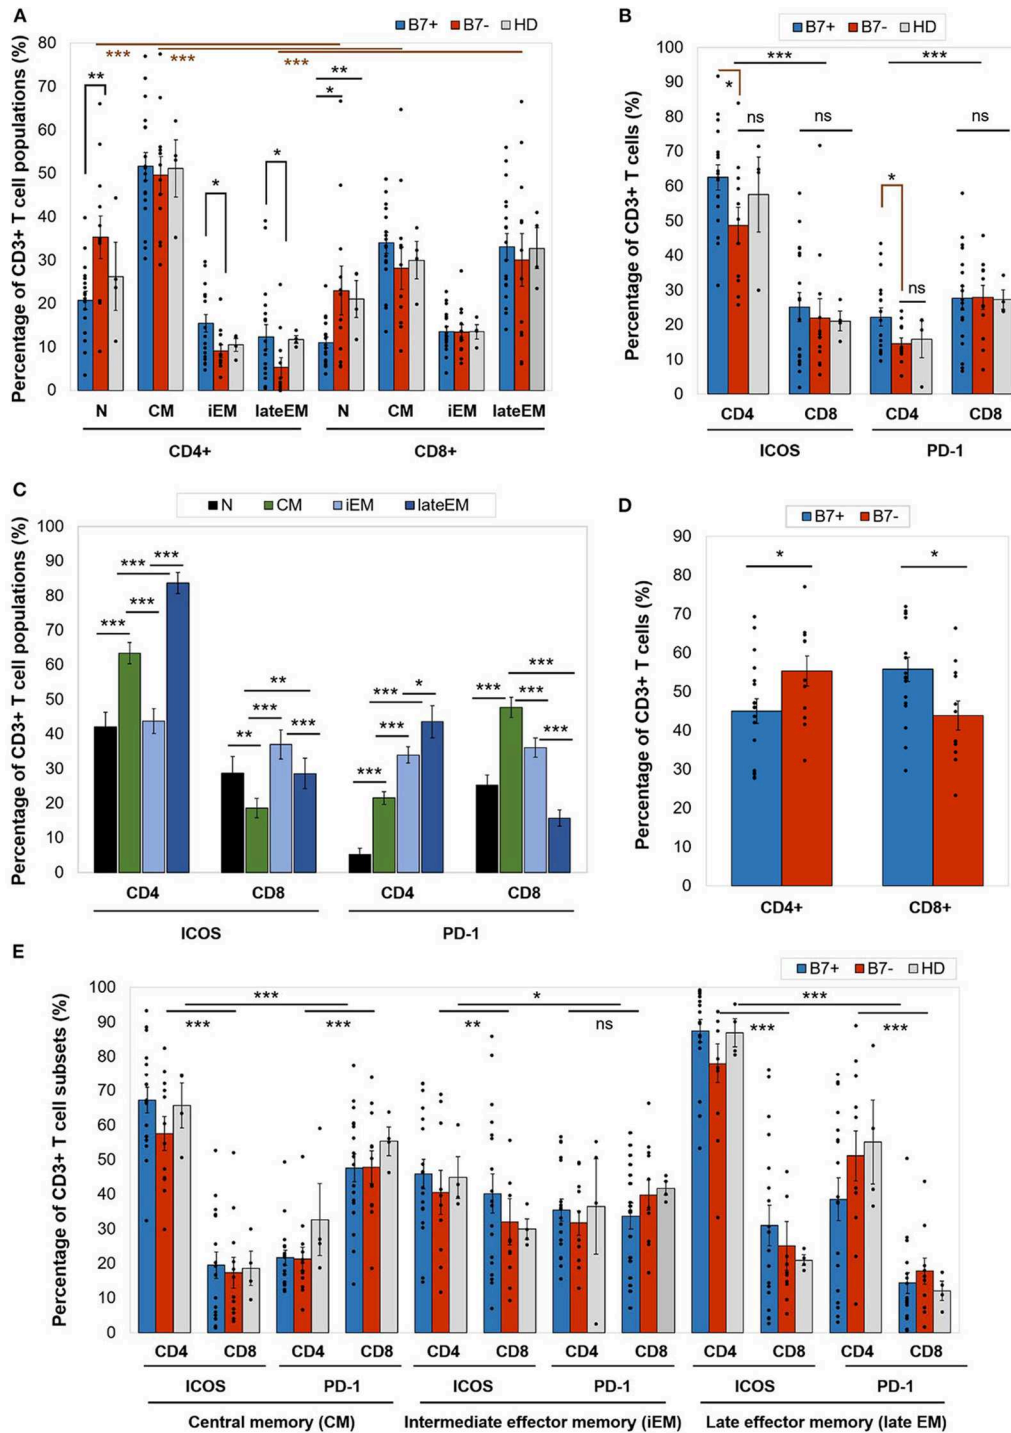 A
B7+ B7- HD
Percentage of CD3+ T cell populations (%)
80
70
60
50
40
30
20
10
0
*** *** ***
** * * ** *
N CM iEM lateEM N CM iEM lateEM
CD4+ CD8+
B
B7+ B7- HD
Percentage of CD3+ T cells (%)
100
90
80
70
60
50
40
30
20
10
0
*** ***
* ns ns * ns ns
CD4 CD8 CD4 CD8
ICOS PD-1
C
N CM iEM lateEM
Percentage of CD3+ T cell populations (%)
100
90
80
70
60
50
40
30
20
10
0
*** *** *** ***
** *** ** ***
*** *** *** *
*** *** *** ***
CD4 CD8 CD4 CD8
ICOS PD-1
D
B7+ B7-
Percentage of CD3+ T cells (%)
90
80
70
60
50
40
30
20
10
0
* *
CD4+ CD8+
E
B7+ B7- HD
Percentage of CD3+ T cell subsets (%)
100
90
80
70
60
50
40
30
20
10
0
*** * ***
*** *** ** ns *** ***
CD4 CD8 CD4 CD8 CD4 CD8 CD4 CD8 CD4 CD8 CD4 CD8
ICOS PD-1 ICOS PD-1 ICOS PD-1
Central memory (CM) Intermediate effector memory (iEM) Late effector memory (late EM)